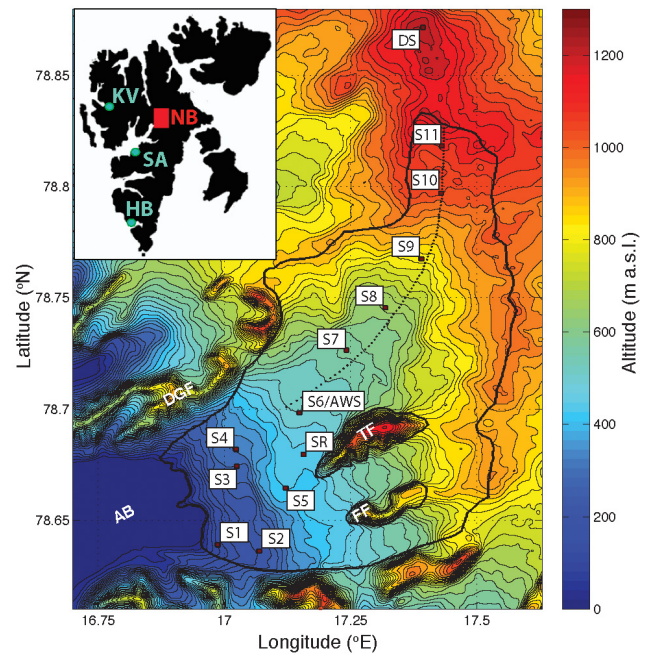 KV
NB
SA
HB
DS
S11
S10
S9
S8
S7
S6/AWS
DGF
TF
S4
SR
S3
S5
FF
AB
S1
S2
78.85
78.8
78.75
78.7
78.65
Latitude (ºN)
16.75
17
17.25
17.5
Longitude (ºE)
1200
1000
800
600
400
200
0
Altitude (m a.s.l.)